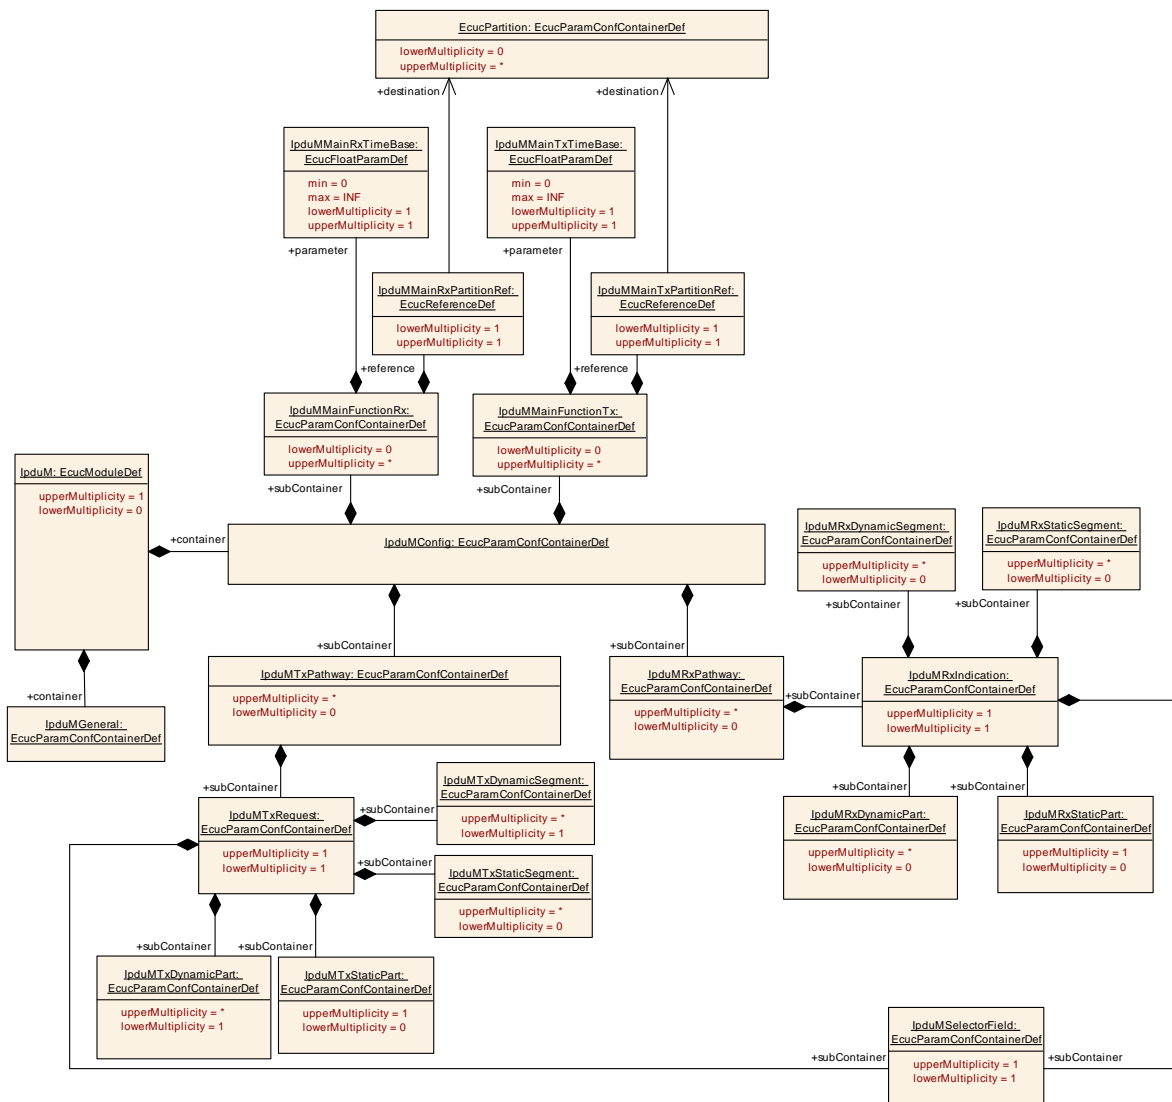 EcucPartition: EcucParamConfContainerDef
lowerMultiplicity = 0
upperMultiplicity = *
+destination
+destination
IpduMMainRxTimeBase:
EcucFloatParamDef
min = 0
max = INF
lowerMultiplicity = 1
upperMultiplicity = 1
IpduMMainTxTimeBase:
EcucFloatParamDef
min = 0
max = INF
lowerMultiplicity = 1
upperMultiplicity = 1
+parameter
+parameter
IpduMMainRxPartitionRef:
EcucReferenceDef
lowerMultiplicity = 1
upperMultiplicity = 1
IpduMMainTxPartitionRef:
EcucReferenceDef
lowerMultiplicity = 1
upperMultiplicity = 1
+reference
+reference
IpduMMainFunctionRx:
EcucParamConfContainerDef
lowerMultiplicity = 0
upperMultiplicity = *
IpduMMainFunctionTx:
EcucParamConfContainerDef
lowerMultiplicity = 0
upperMultiplicity = *
+subContainer
+subContainer
IpduM: EcucModuleDef
upperMultiplicity = 1
lowerMultiplicity = 0
+container
IpduMConfig: EcucParamConfContainerDef
IpduMRxDynamicSegment:
EcucParamConfContainerDef
upperMultiplicity = *
lowerMultiplicity = 0
IpduMRxStaticSegment:
EcucParamConfContainerDef
upperMultiplicity = *
lowerMultiplicity = 0
+subContainer
+subContainer
+subContainer
+subContainer
+container
IpduMGeneral:
EcucParamConfContainerDef
IpduMTxPathway: EcucParamConfContainerDef
upperMultiplicity = *
lowerMultiplicity = 0
IpduMRxPathway:
EcucParamConfContainerDef
upperMultiplicity = *
lowerMultiplicity = 0
+subContainer
IpduMRxIndication:
EcucParamConfContainerDef
upperMultiplicity = 1
lowerMultiplicity = 1
+subContainer
+subContainer
+subContainer
IpduMTxRequest:
EcucParamConfContainerDef
upperMultiplicity = 1
lowerMultiplicity = 1
+subContainer
IpduMTxDynamicSegment:
EcucParamConfContainerDef
upperMultiplicity = *
lowerMultiplicity = 1
IpduMRxDynamicPart:
EcucParamConfContainerDef
upperMultiplicity = *
lowerMultiplicity = 0
IpduMRxStaticPart:
EcucParamConfContainerDef
upperMultiplicity = 1
lowerMultiplicity = 0
+subContainer
IpduMTxStaticSegment:
EcucParamConfContainerDef
upperMultiplicity = *
lowerMultiplicity = 0
+subContainer
+subContainer
IpduMTxDynamicPart:
EcucParamConfContainerDef
upperMultiplicity = *
lowerMultiplicity = 1
IpduMTxStaticPart:
EcucParamConfContainerDef
upperMultiplicity = 1
lowerMultiplicity = 0
+subContainer
IpduMSelectorField:
EcucParamConfContainerDef
upperMultiplicity = 1
lowerMultiplicity = 1
+subContainer